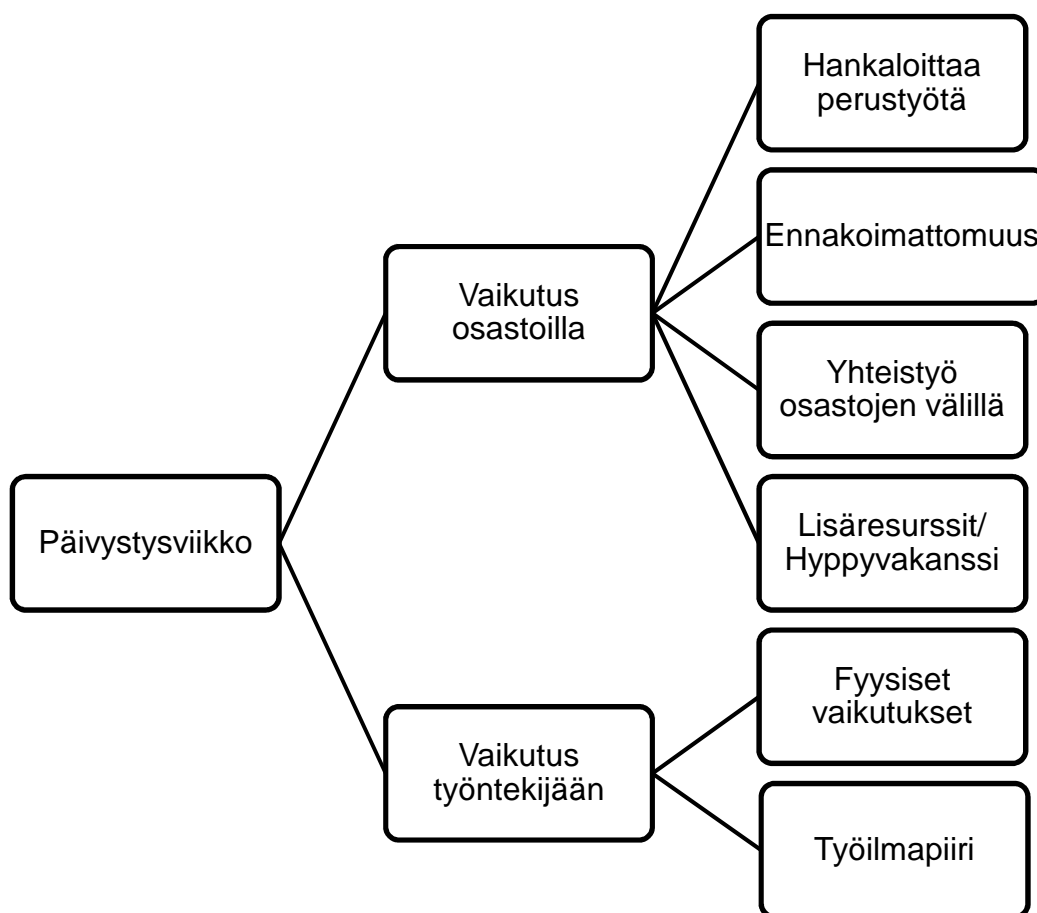 Hankaloittaa
perustyötä
Ennakoimattomuus
Vaikutus
osastoilla
Yhteistyö
osastojen välillä
Päivystysviikko
Lisäresurssit/
Hyppyvakanssi
Fyysiset
vaikutukset
Vaikutus
työntekijään
Työilmapiiri